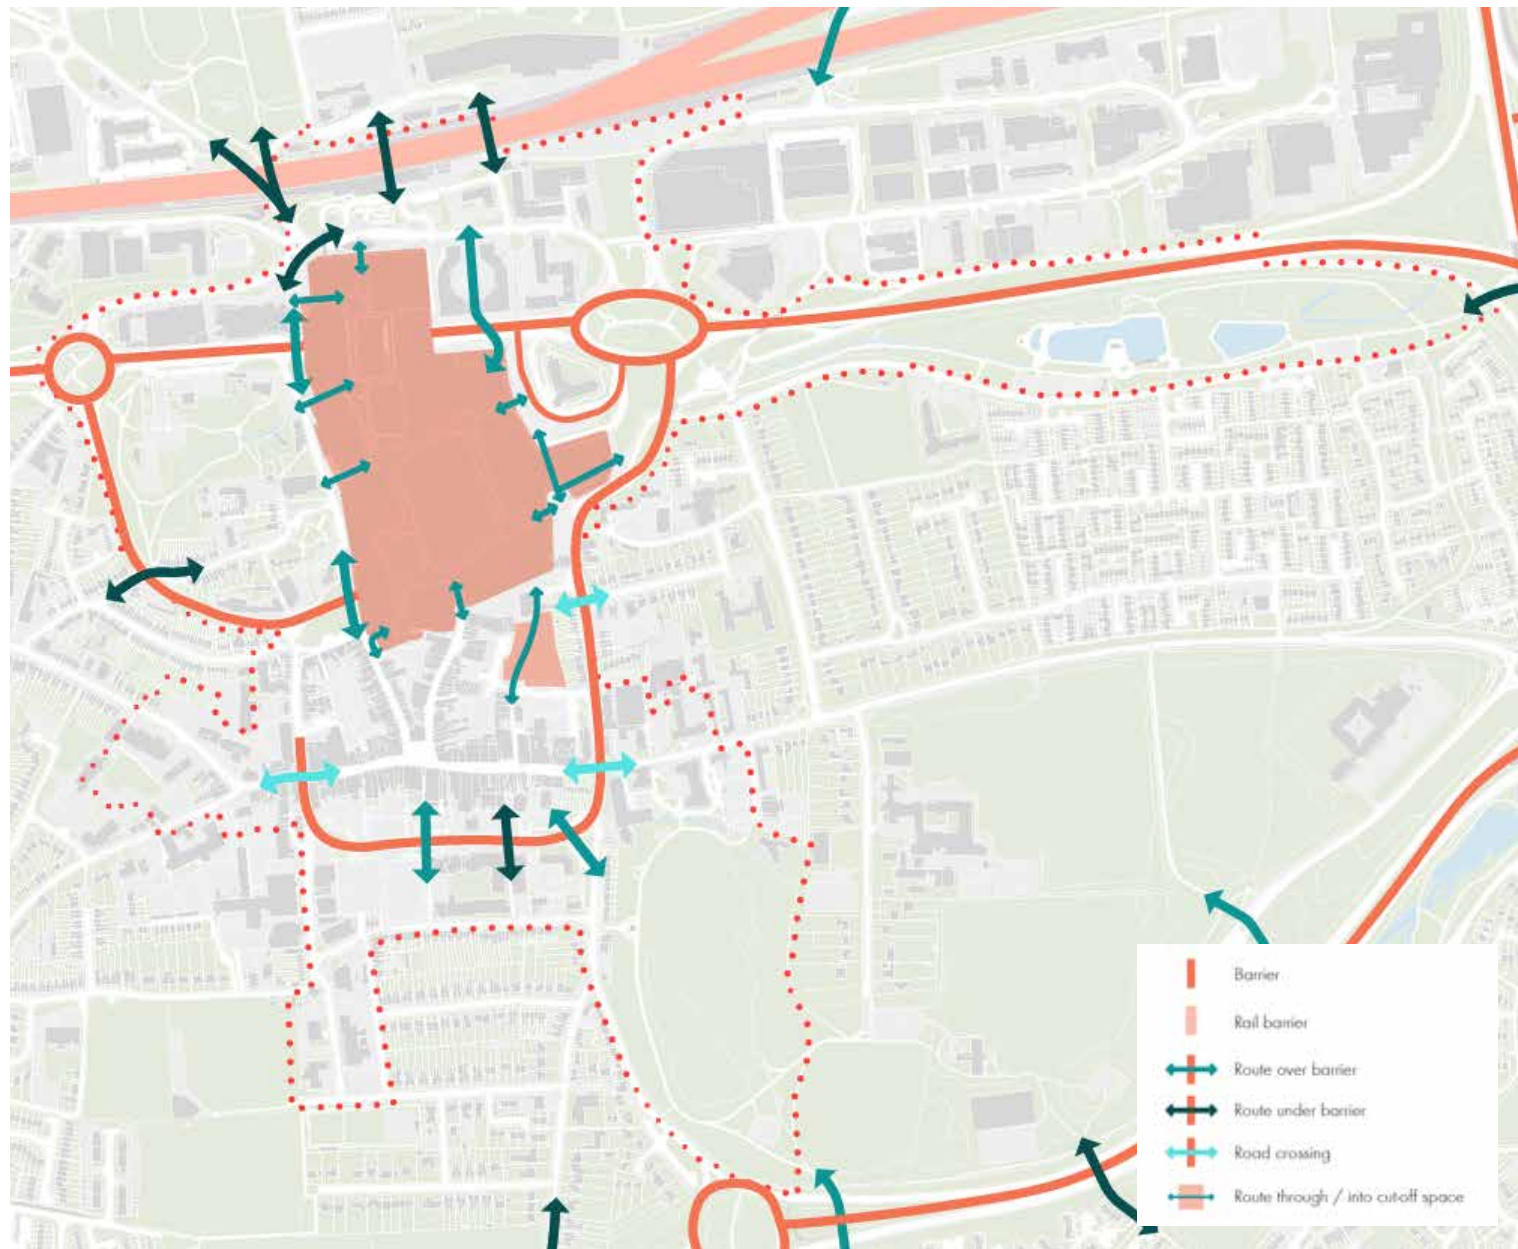 Barrier
Rail barrier
Route over barrier
Route under barrier
Road crossing
Route through / into cut-off space